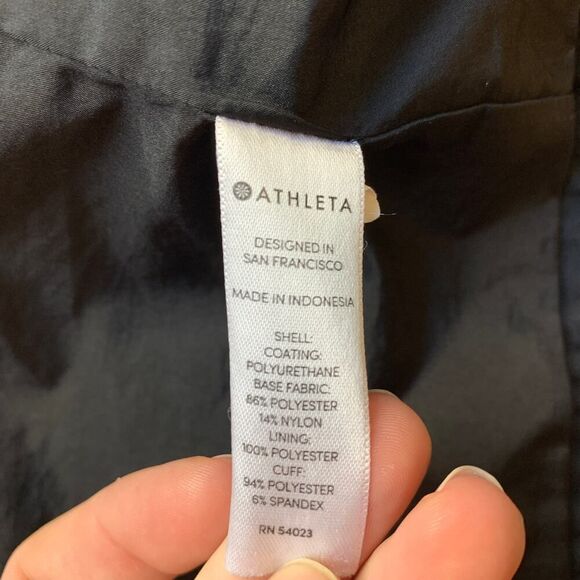 ATHLETA
DESIGNED IN
SAN FRANCISCO
MADE IN INDONESIA
SHELL:
COATING:
POLYURETHANE
BASE FABRIC:
86% POLYESTER
14% NYLON
LINING:
100% POLYESTER
CUFF:
94% POLYESTER
6% SPANDEX
RN 54023